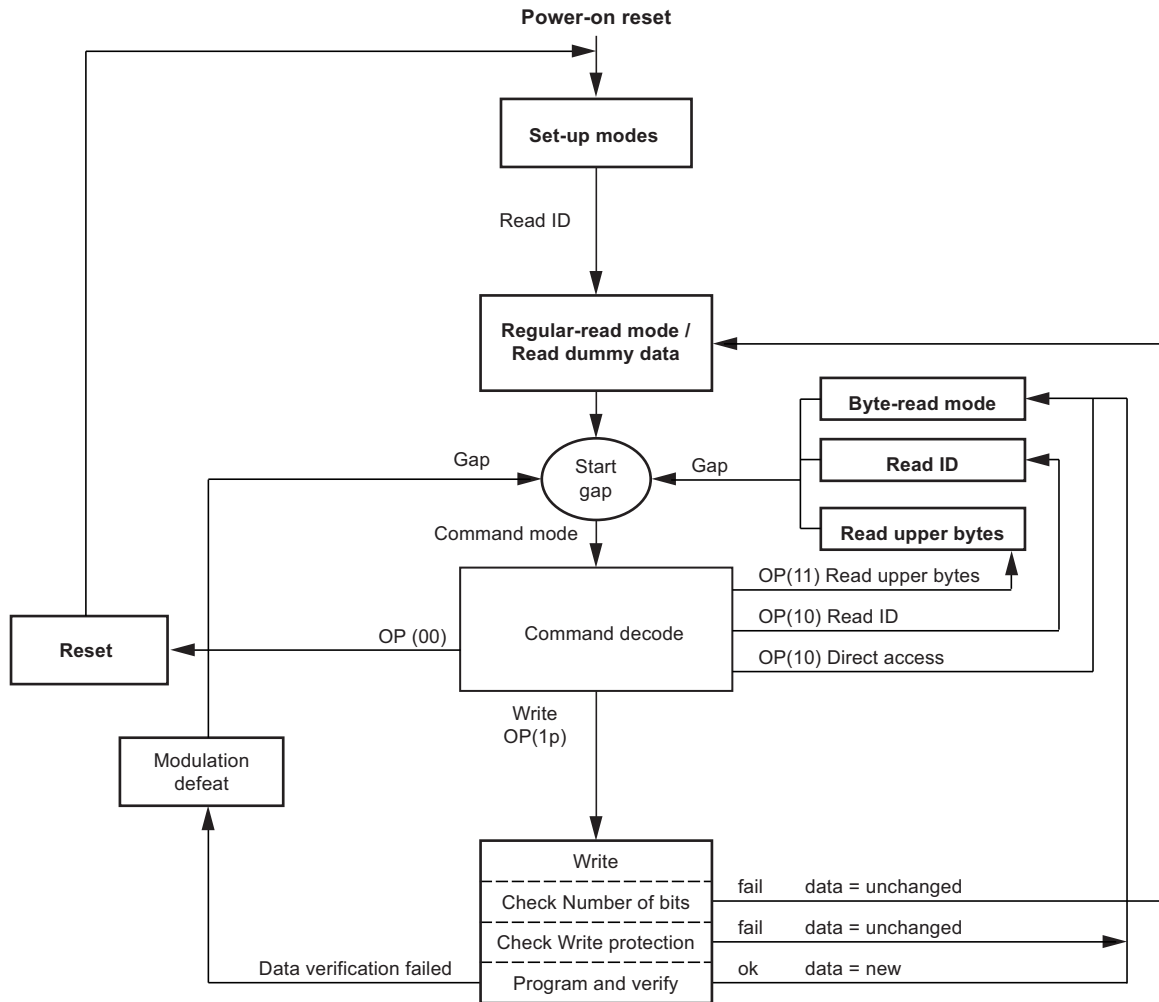 Power-on reset
Set-up modes
Read ID
Regular-read mode /
Read dummy data
Byte-read mode
Gap
Start
gap
Gap
Read ID
Command mode
Read upper bytes
OP(11) Read upper bytes
OP (00)
Command decode
OP(10) Read ID
Reset
OP(10) Direct access
Write
OP(1p)
Modulation
defeat
Write
Check Number of bits
fail data = unchanged
Check Write protection
fail data = unchanged
Data verification failed
Program and verify
ok data = new